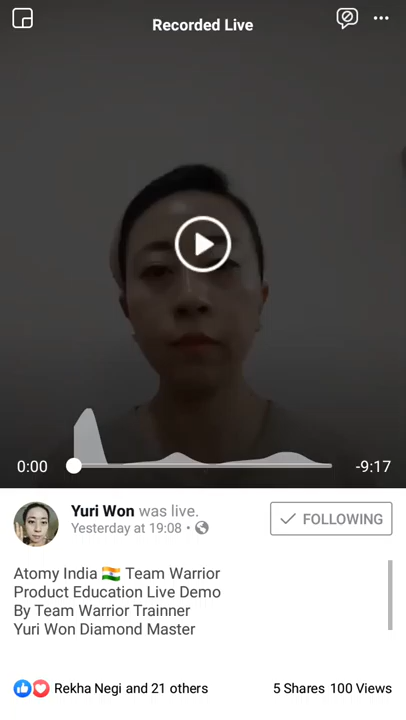 Recorded Live
0:00
-9:17
Yuri Won was live.
Yesterday at 19:08 •
FOLLOWING
Atomy India 🇮🇳 Team Warrior
Product Education Live Demo
By Team Warrior Trainner
Yuri Won Diamond Master
Rekha Negi and 21 others
5 Shares 100 Views